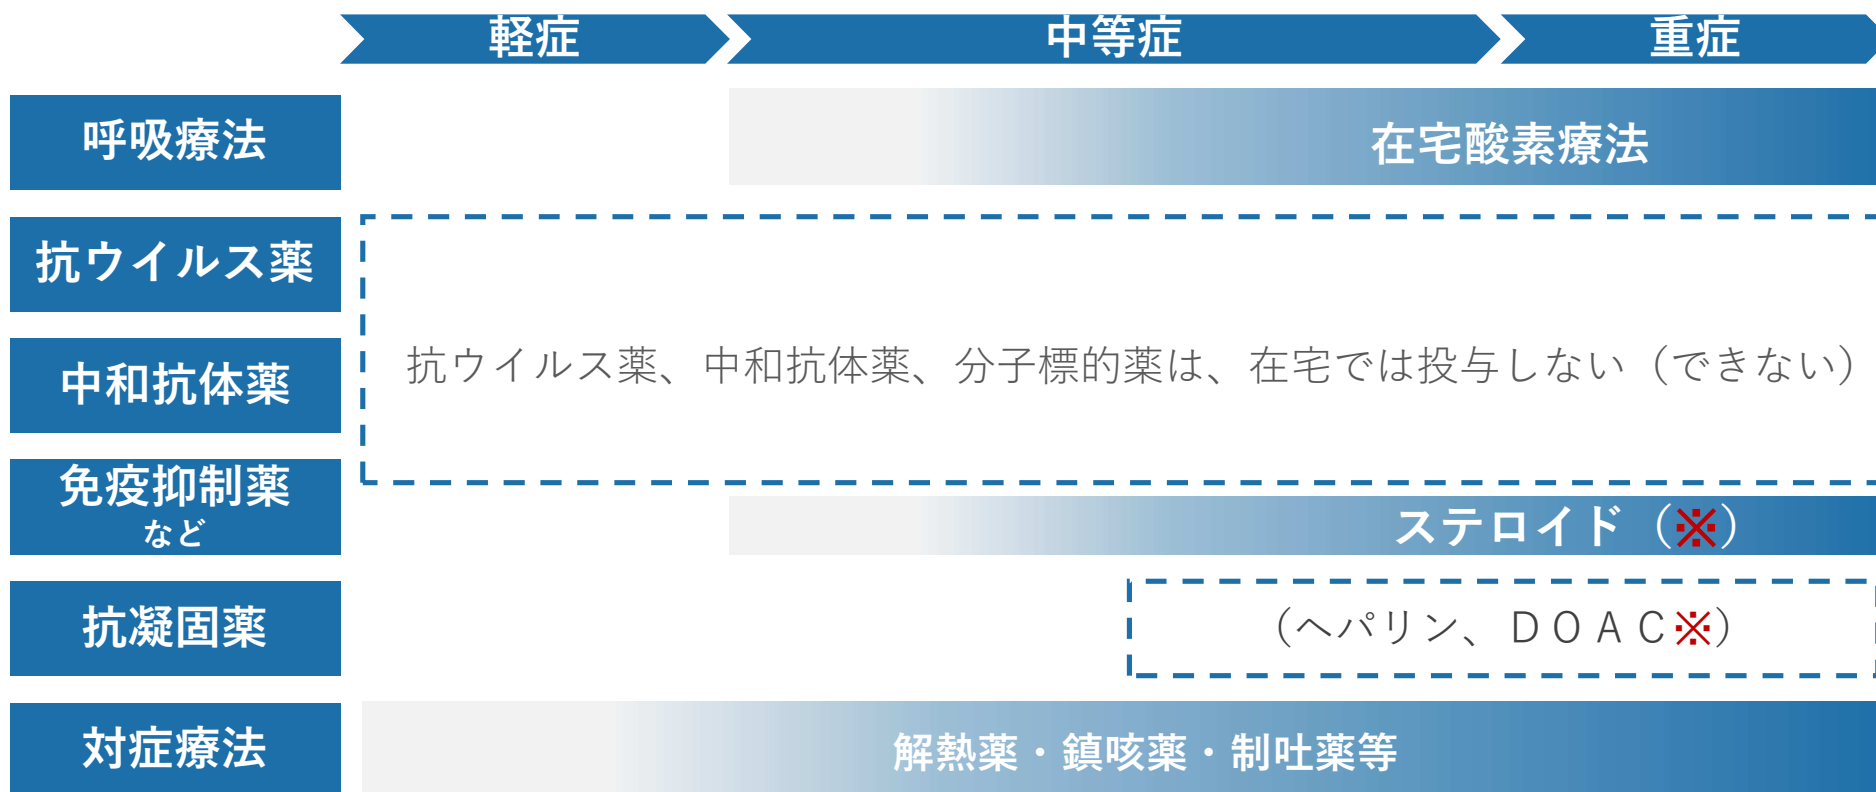 軽症
中等症
重症
呼吸療法
在宅酸素療法
抗ウイルス薬
中和抗体薬
抗ウイルス薬、中和抗体薬、分子標的薬は、在宅では投与しない（できない）
免疫抑制薬
など
ステロイド（※）
抗凝固薬
（ヘパリン、ＤＯＡＣ※）
対症療法
解熱薬・鎮咳薬・制吐薬等